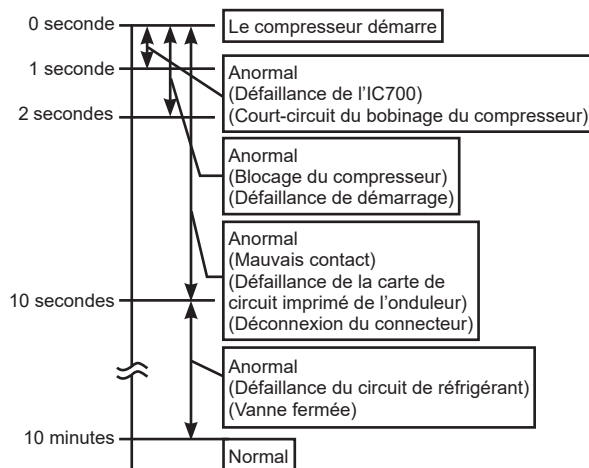 0 seconde
Le compresseur démarre
1 seconde
Anormal
(Défaillance de l'IC700)
(Court-circuit du bobinage du compresseur)
2 secondes
Anormal
(Blocage du compresseur)
(Défaillance de démarrage)
Anormal
(Mauvais contact)
(Défaillance de la carte de
circuit imprimé de l'onduleur)
(Déconnexion du connecteur)
10 secondes
Anormal
(Défaillance du circuit de réfrigérant)
(Vanne fermée)
10 minutes
Normal